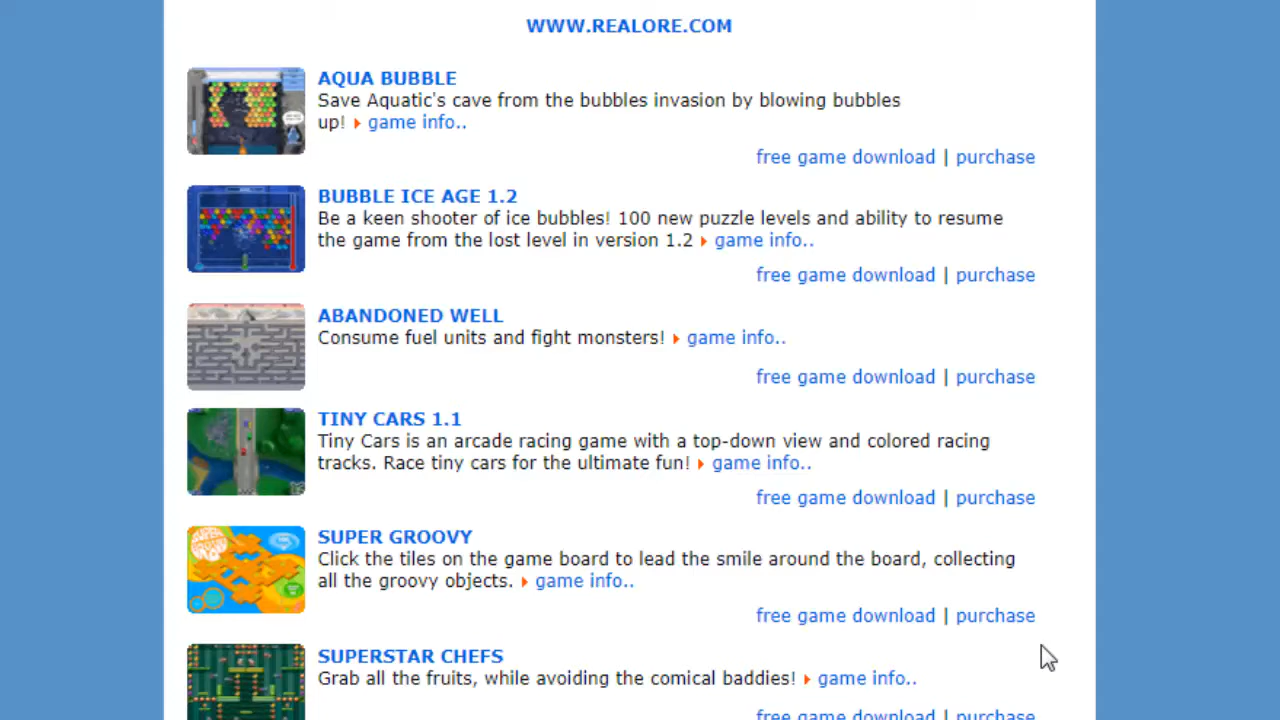 WWW.REALORE.COM
AQUA BUBBLE
Save Aquatic's cave from the bubbles invasion by blowing bubbles
up! game info..
free game download | purchase
BUBBLE ICE AGE 1.2
Be a keen shooter of ice bubbles! 100 new puzzle levels and ability to resume
the game from the lost level in version 1.2 game info..
free game download | purchase
ABANDONED WELL
Consume fuel units and fight monsters! game info..
free game download | purchase
TINY CARS 1.1
Tiny Cars is an arcade racing game with a top-down view and colored racing
tracks. Race tiny cars for the ultimate fun! game info..
free game download | purchase
SUPER GROOVY
Click the tiles on the game board to lead the smile around the board, collecting
all the groovy objects. game info..
free game download | purchase
SUPERSTAR CHEFS
Grab all the fruits, while avoiding the comical baddies! game info..
free game download | purchase